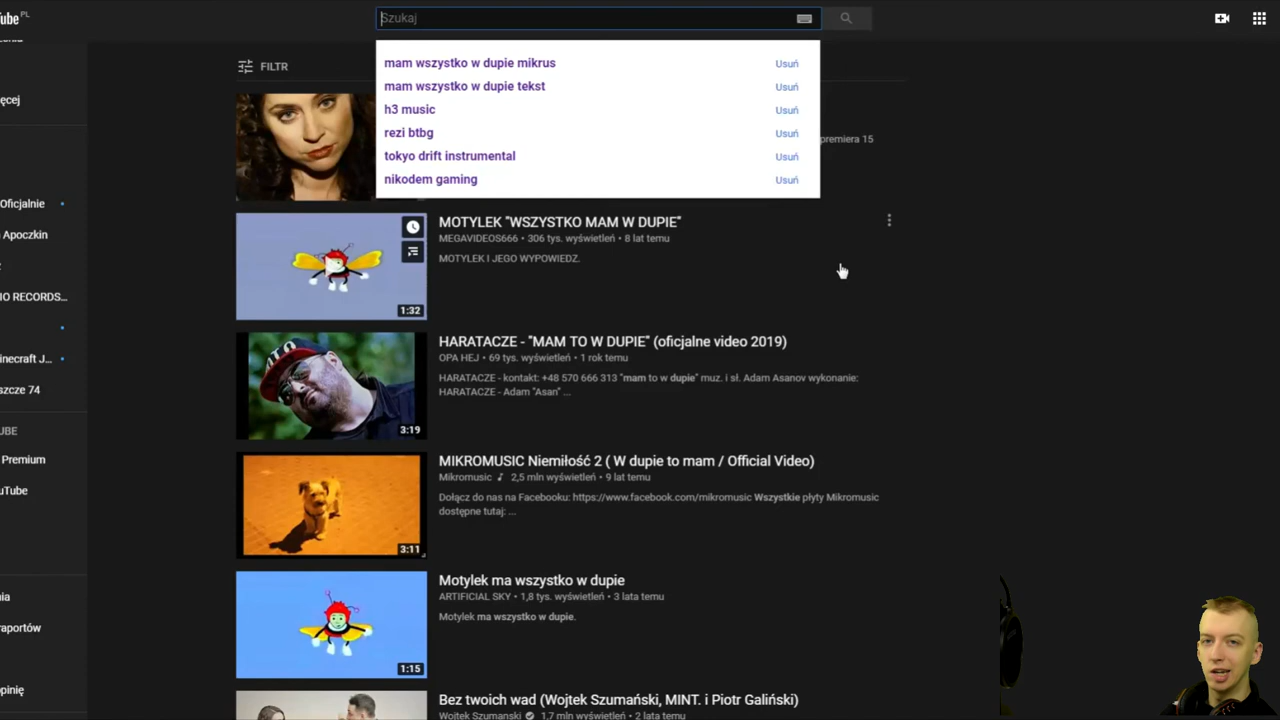 uTube PL
Szukaj
mam wszystko w dupie mikrus Usuń
mam wszystko w dupie tekst Usuń
h3 music Usuń
rezi btbg Usuń
tokyo drift instrumental Usuń
nikodem gaming Usuń
FILTR
premiera 15
ęcej
Oficjalnie
Apoczkin
IO RECORDS...
inecraft J...
szcze 74
UBE
Premium
uTube
nia
raportów
pinię
MOTYLEK "WSZYSTKO MAM W DUPIE"
MEGAVIDEOS666 • 306 tys. wyświetleń • 8 lat temu
MOTYLEK I JEGO WYPOWIEDZ.
1:32
HARATACZE - "MAM TO W DUPIE" (oficjalne video 2019)
OPA HEJ • 69 tys. wyświetleń • 1 rok temu
HARATACZE - kontakt: +48 570 666 313 "mam to w dupie" muz. i sł. Adam Asanov wykonanie:
HARATACZE - Adam "Asan" ...
3:19
MIKROMUSIC Niemiłość 2 ( W dupie to mam / Official Video)
Mikromusic ♪ 2,5 mln wyświetleń • 9 lat temu
Dołącz do nas na Facebooku: https://www.facebook.com/mikromusic Wszystkie płyty Mikromusic
dostępne tutaj: ...
3:11
Motylek ma wszystko w dupie
ARTIFICIAL SKY • 1,8 tys. wyświetleń • 3 lata temu
Motylek ma wszystko w dupie.
1:15
Bez twoich wad (Wojtek Szumański, MINT. i Piotr Galiński)
Wojtek Szumanski • 1,7 mln wyświetleń • 2 lata temu